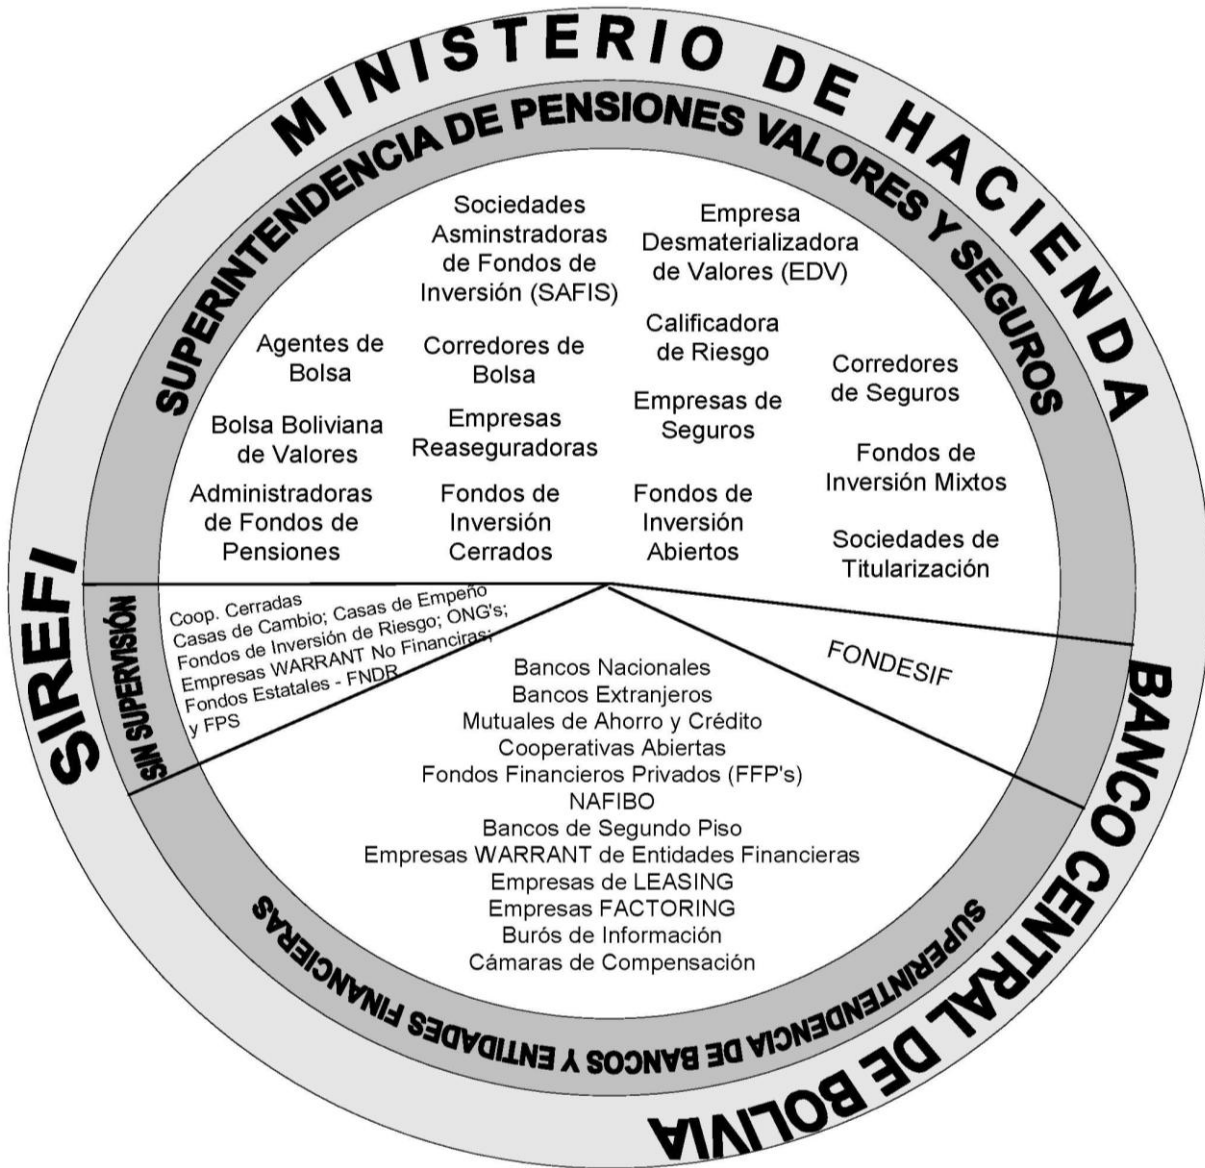 MINISTERIO DE HACIENDA
SUPERINTENDENCIA DE PENSIONES VALORES Y SEGUROS
Sociedades
Asminstradoras
de Fondos de
Inversión (SAFIS)
Empresa
Desmaterializadora
de Valores (EDV)
Agentes de
Bolsa
Corredores de
Bolsa
Calificadora
de Riesgo
Corredores
de Seguros
Bolsa Boliviana
de Valores
Empresas
Reaseguradoras
Empresas de
Seguros
Fondos de
Inversión Mixtos
Administradoras
de Fondos de
Pensiones
Fondos de
Inversión
Cerrados
Fondos de
Inversión
Abiertos
Sociedades de
Titularización
SIREFI
SIN SUPERVISIÓN
Coop. Cerradas
Casas de Cambio; Casas de Empeño
Fondos de Inversión de Riesgo; ONG's;
Empresas WARRANT No Financiras;
Fondos Estatales - FNDR
y FPS
FONDESIF
Bancos Nacionales
Bancos Extranjeros
Mutuales de Ahorro y Crédito
Cooperativas Abiertas
Fondos Financieros Privados (FFP's)
NAFIBO
Bancos de Segundo Piso
Empresas WARRANT de Entidades Financieras
Empresas de LEASING
Empresas FACTORING
Burós de Información
Cámaras de Compensación
SUPERINTENDENCIA DE BANCOS Y ENTIDADES FINANCIERAS
BANCO CENTRAL DE BOLIVIA